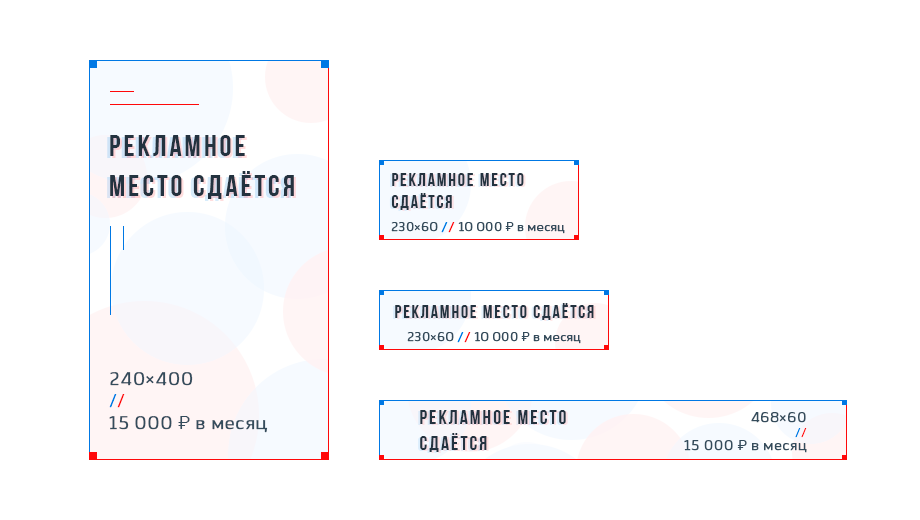 РЕКЛАМНОЕ
МЕСТО СДАЁТСЯ
240×400
//
15 000 ₽ в месяц
РЕКЛАМНОЕ МЕСТО
СДАЁТСЯ
230×60 // 10 000 ₽ в месяц
РЕКЛАМНОЕ МЕСТО СДАЁТСЯ
230×60 // 10 000 ₽ в месяц
РЕКЛАМНОЕ МЕСТО
СДАЁТСЯ
468×60
//
15 000 ₽ в месяц